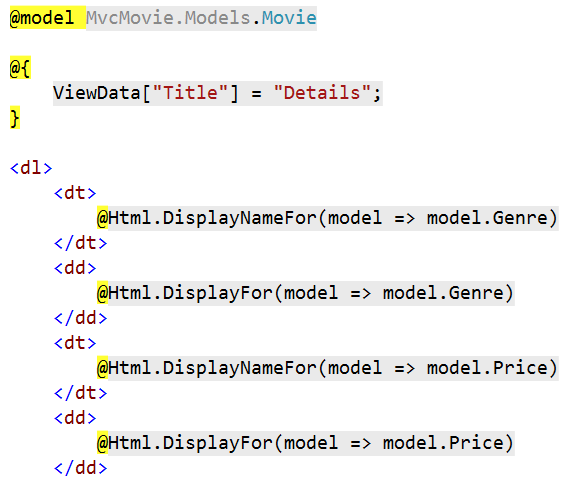 @model MvcMovie.Models.Movie
@{
ViewData["Title"] = "Details";
}
<dl>
<dt>
@Html.DisplayNameFor(model => model.Genre)
</dt>
<dd>
@Html.DisplayFor(model => model.Genre)
</dd>
<dt>
@Html.DisplayNameFor(model => model.Price)
</dt>
<dd>
@Html.DisplayFor(model => model.Price)
</dd>